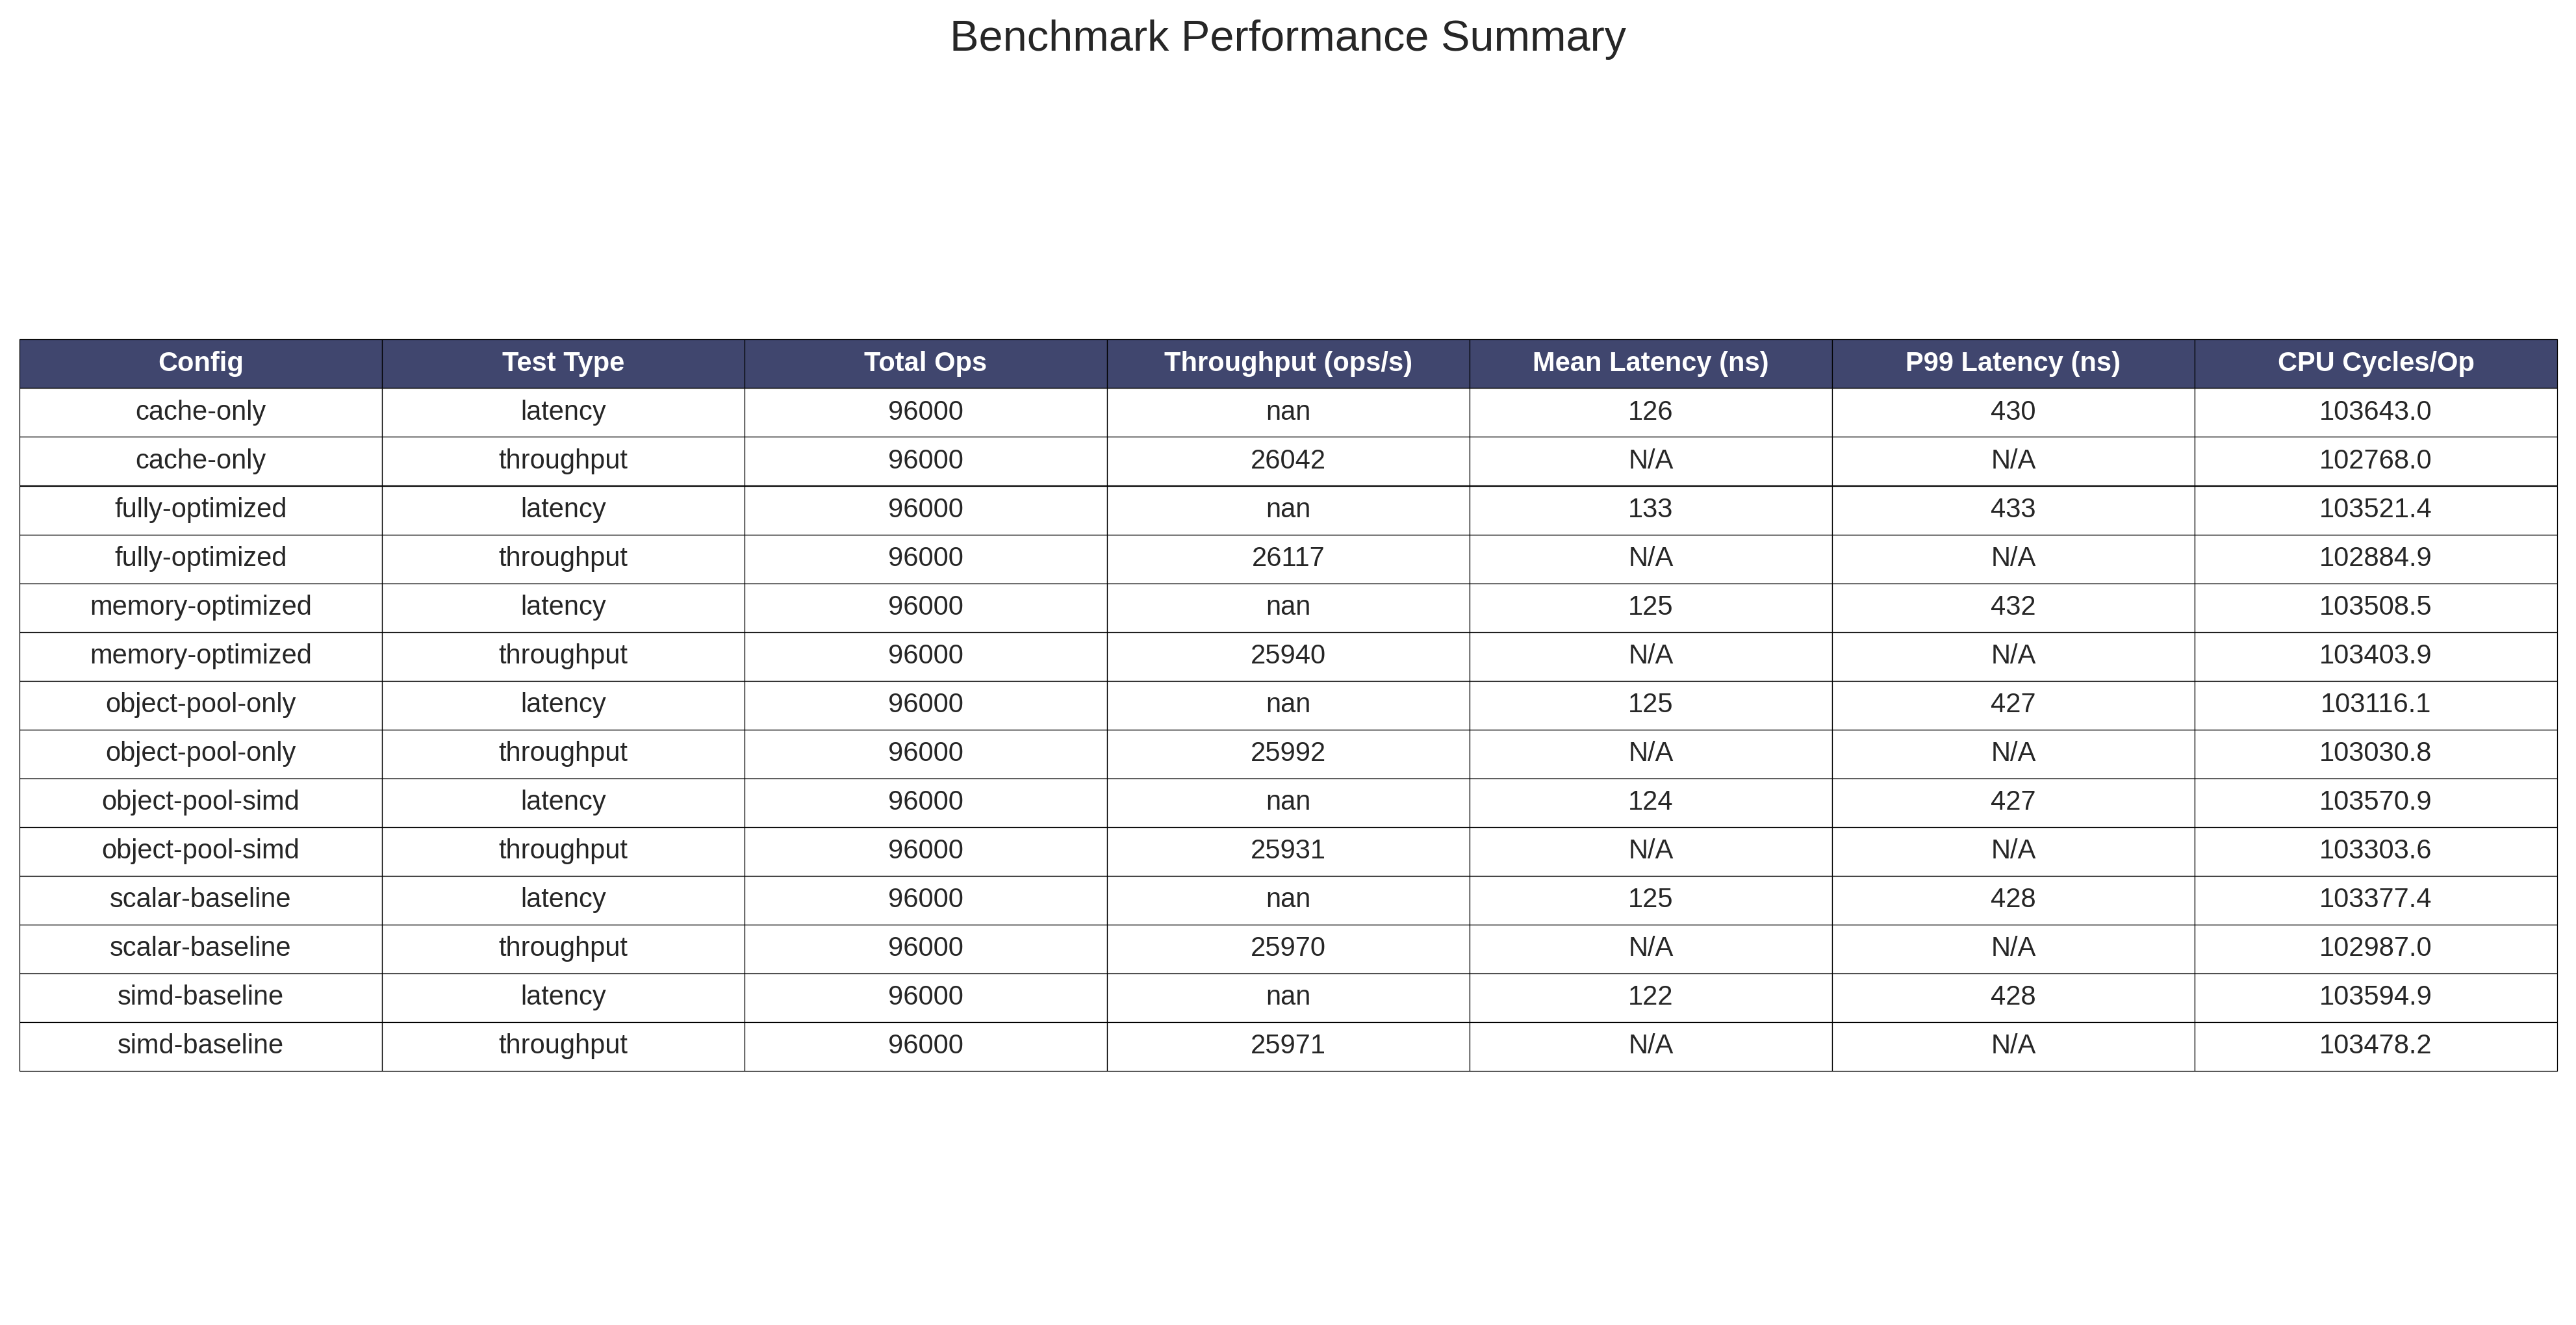 Benchmark Performance Summary
Config Test Type Total Ops Throughput (ops/s) Mean Latency (ns) P99 Latency (ns) CPU Cycles/Op
cache-only latency 96000 nan 126 430 103643.0
cache-only throughput 96000 26042 N/A N/A 102768.0
fully-optimized latency 96000 nan 133 433 103521.4
fully-optimized throughput 96000 26117 N/A N/A 102884.9
memory-optimized latency 96000 nan 125 432 103508.5
memory-optimized throughput 96000 25940 N/A N/A 103403.9
object-pool-only latency 96000 nan 125 427 103116.1
object-pool-only throughput 96000 25992 N/A N/A 103030.8
object-pool-simd latency 96000 nan 124 427 103570.9
object-pool-simd throughput 96000 25931 N/A N/A 103303.6
scalar-baseline latency 96000 nan 125 428 103377.4
scalar-baseline throughput 96000 25970 N/A N/A 102987.0
simd-baseline latency 96000 nan 122 428 103594.9
simd-baseline throughput 96000 25971 N/A N/A 103478.2